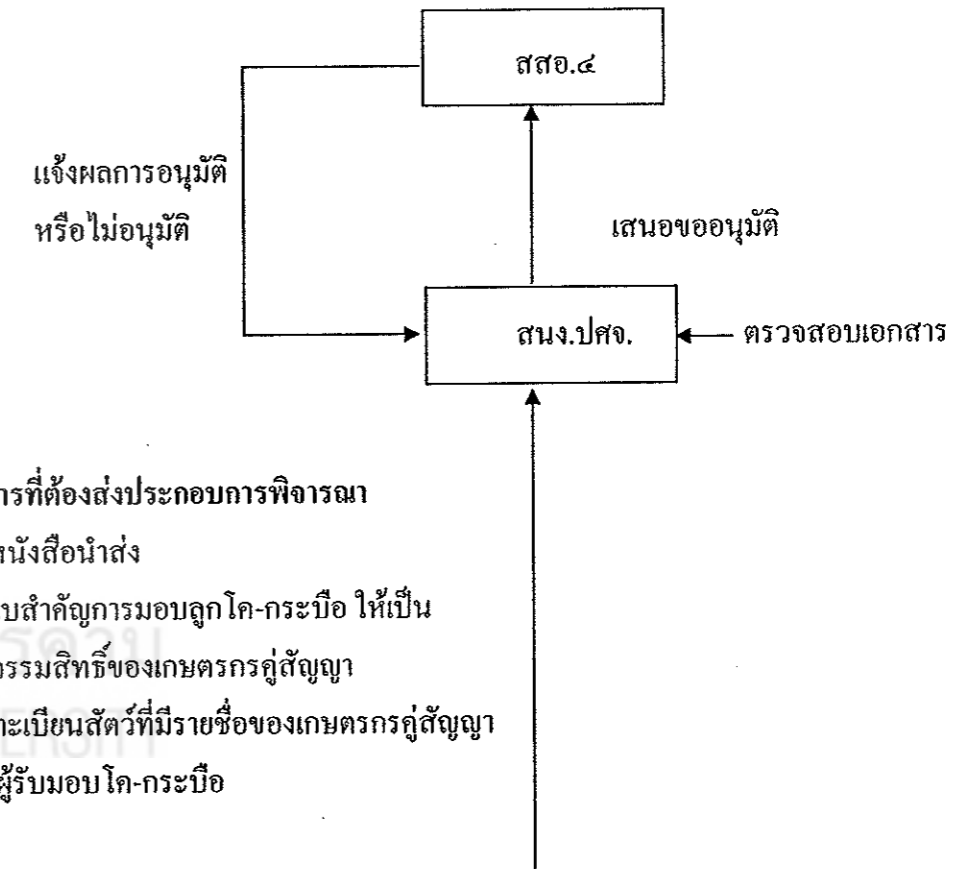 สสอ.๔
แจ้งผลการอนุมัติ
หรือไม่อนุมัติ
เสนอขออนุมัติ
สนง.ปศจ.
ตรวจสอบเอกสาร
ารที่ต้องส่งประกอบการพิจารณา
หนังสือนำส่ง
บสำคัญการมอบลูกโค-กระบือ ให้เป็น
กรรมสิทธิ์ของเกษตรกรคู่สัญญา
ทะเบียนสัตว์ที่มีรายชื่อของเกษตรกรคู่สัญญา
ผู้รับมอบโค-กระบือ